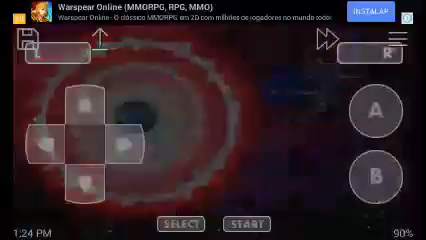 Warspear Online (MMORPG, RPG, MMO)
Warspear Online - O clássico MMORPG em 2D com milhões de jogadores no mundo todo!
INSTALAR
L
R
A
B
SELECT
START
1:24 PM
90%